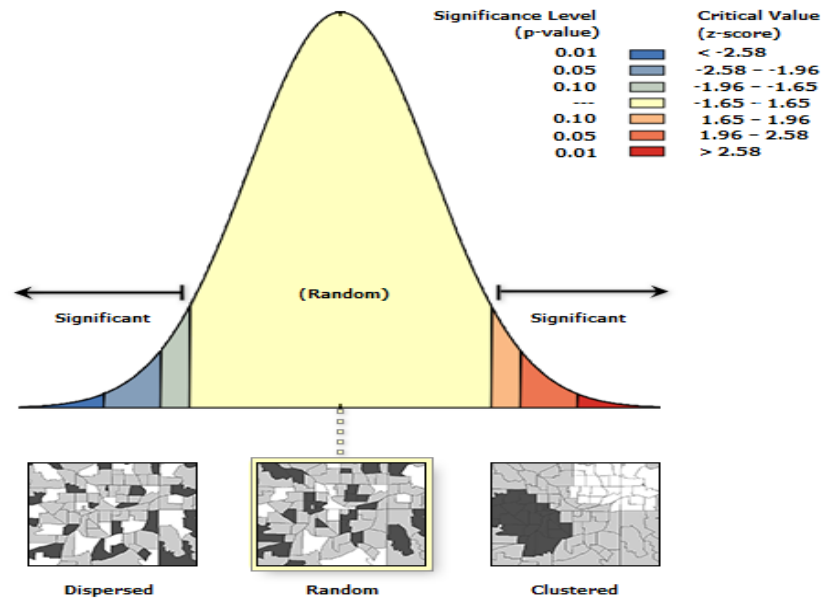 Significance Level
(p-value)
Critical Value
(z-score)
0.01 < -2.58
0.05 -2.58 – -1.96
0.10 -1.96 – -1.65
--- -1.65 – 1.65
0.10 1.65 – 1.96
0.05 1.96 – 2.58
0.01 > 2.58
(Random)
Significant
Significant
Dispersed
Random
Clustered